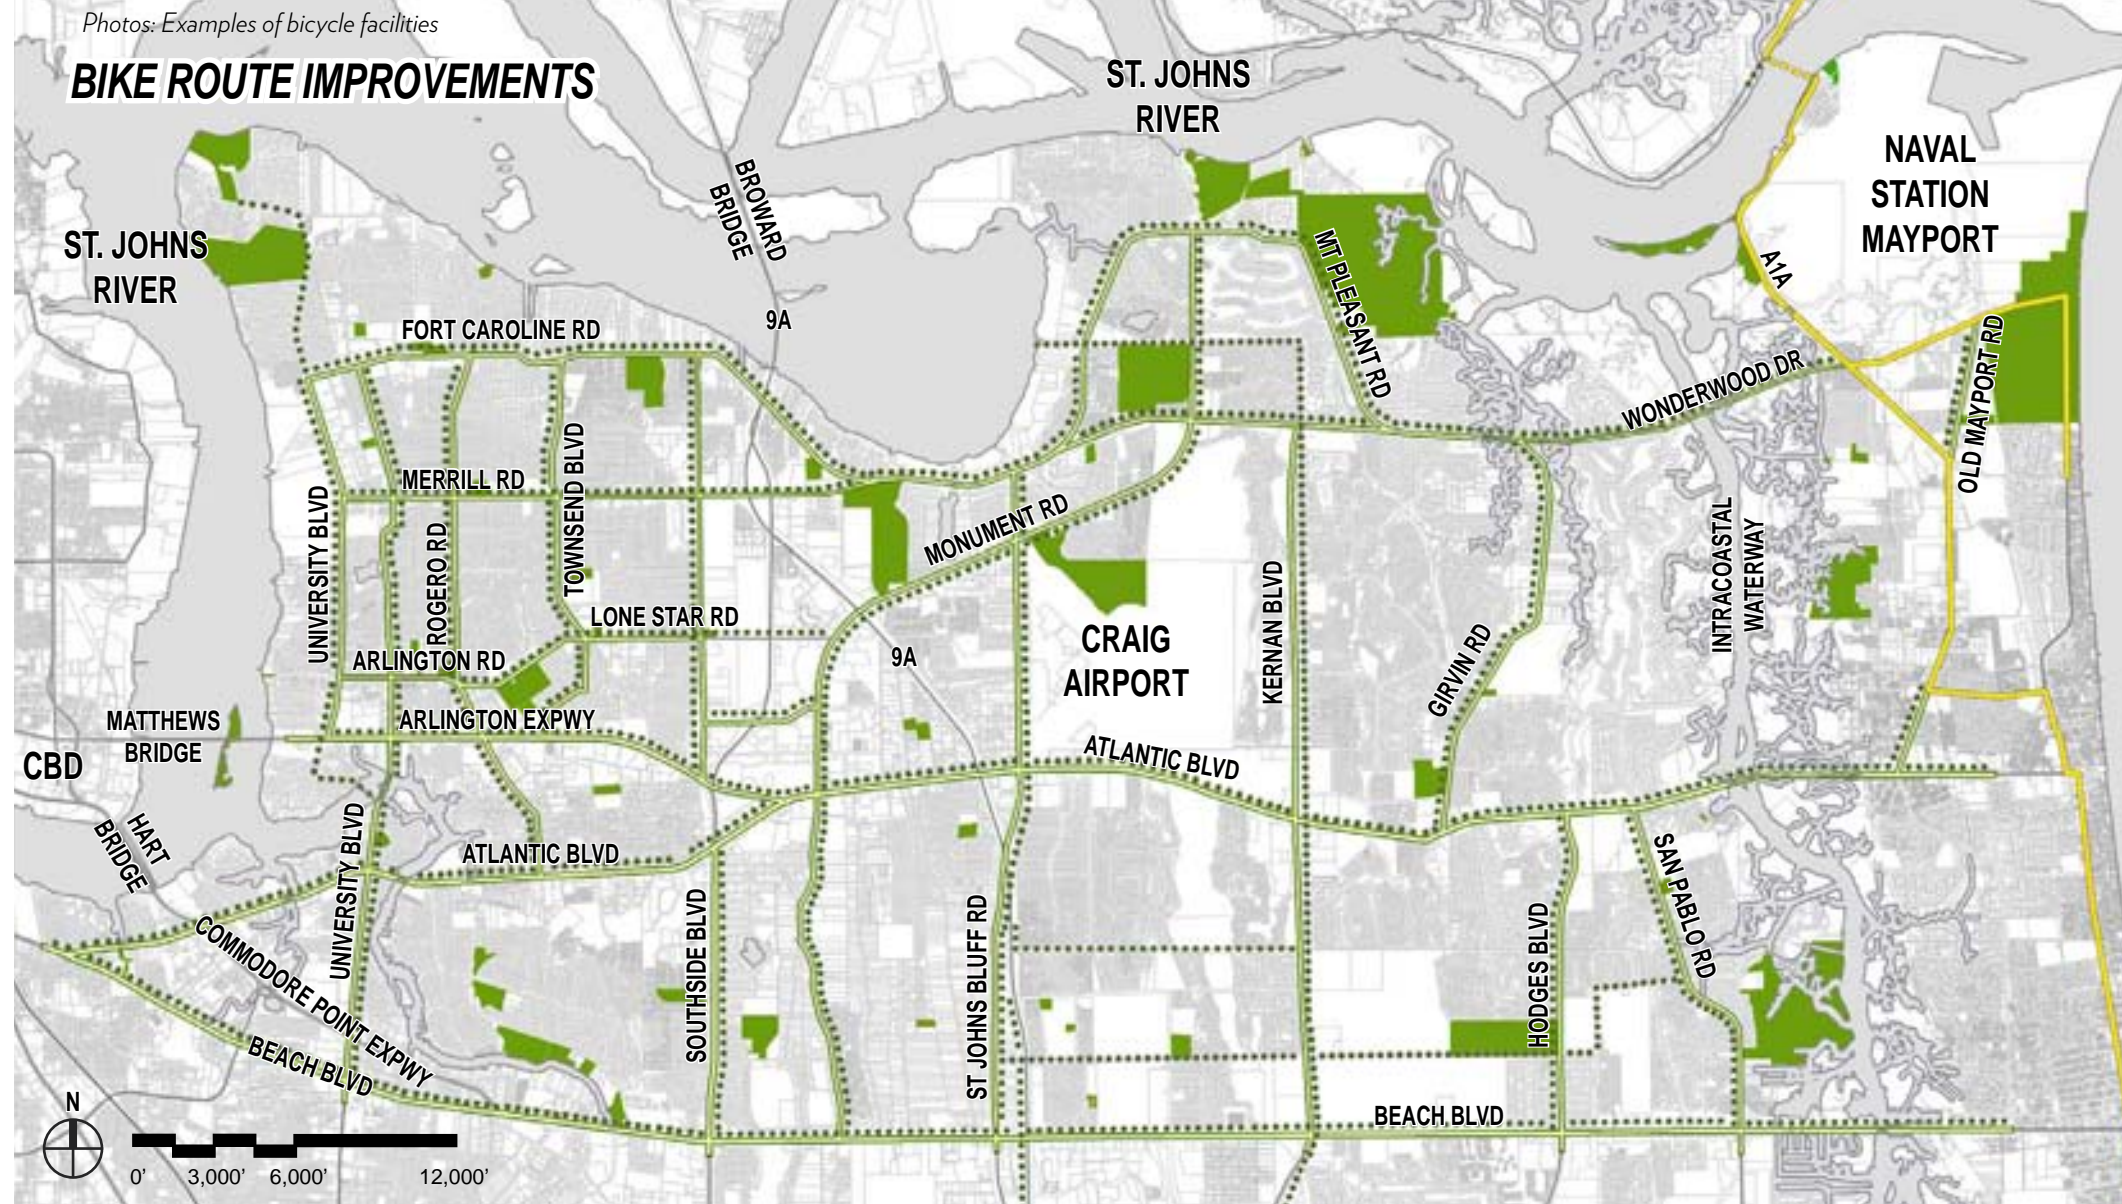 Photos: Examples of bicycle facilities
BIKE ROUTE IMPROVEMENTS
ST. JOHNS
RIVER
NAVAL
STATION
MAYPORT
BROWARD
BRIDGE
ST. JOHNS
RIVER
A1A
MT PLEASANT RD
9A
FORT CAROLINE RD
WONDERWOOD DR
OLD MAYPORT RD
MERRILL RD
TOWNSEND BLVD
UNIVERSITY BLVD
ROGERO RD
MONUMENT RD
INTRACOASTAL
WATERWAY
KERNAN BLVD
LONE STAR RD
CRAIG
AIRPORT
GIRVIN RD
ARLINGTON RD
9A
MATTHEWS
BRIDGE
ARLINGTON EXPWY
CBD
ATLANTIC BLVD
HART
BRIDGE
UNIVERSITY BLVD
ATLANTIC BLVD
SAN PABLO RD
COMMODORE POINT EXPWY
SOUTHSIDE BLVD
ST JOHNS BLUFF RD
HODGES BLVD
BEACH BLVD
BEACH BLVD
N
0' 3,000' 6,000' 12,000'